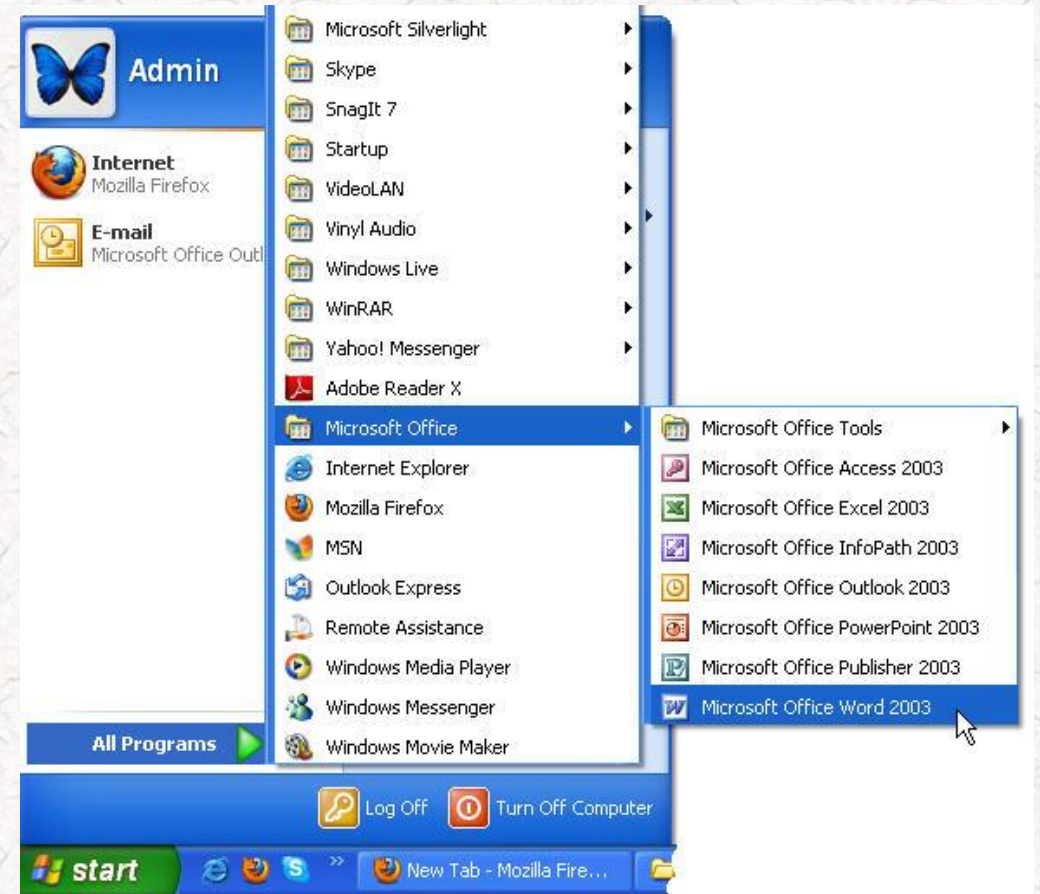 Admin
Internet
Mozilla Firefox
E-mail
Microsoft Office Outl
All Programs
Microsoft Silverlight
Skype
SnagIt 7
Startup
VideoLAN
Vinyl Audio
Windows Live
WinRAR
Yahoo! Messenger
Adobe Reader X
Microsoft Office
Internet Explorer
Mozilla Firefox
MSN
Outlook Express
Remote Assistance
Windows Media Player
Windows Messenger
Windows Movie Maker
Microsoft Office Tools
Microsoft Office Access 2003
Microsoft Office Excel 2003
Microsoft Office InfoPath 2003
Microsoft Office Outlook 2003
Microsoft Office PowerPoint 2003
Microsoft Office Publisher 2003
Microsoft Office Word 2003
Log Off
Turn Off Computer
start
New Tab - Mozilla Fire...